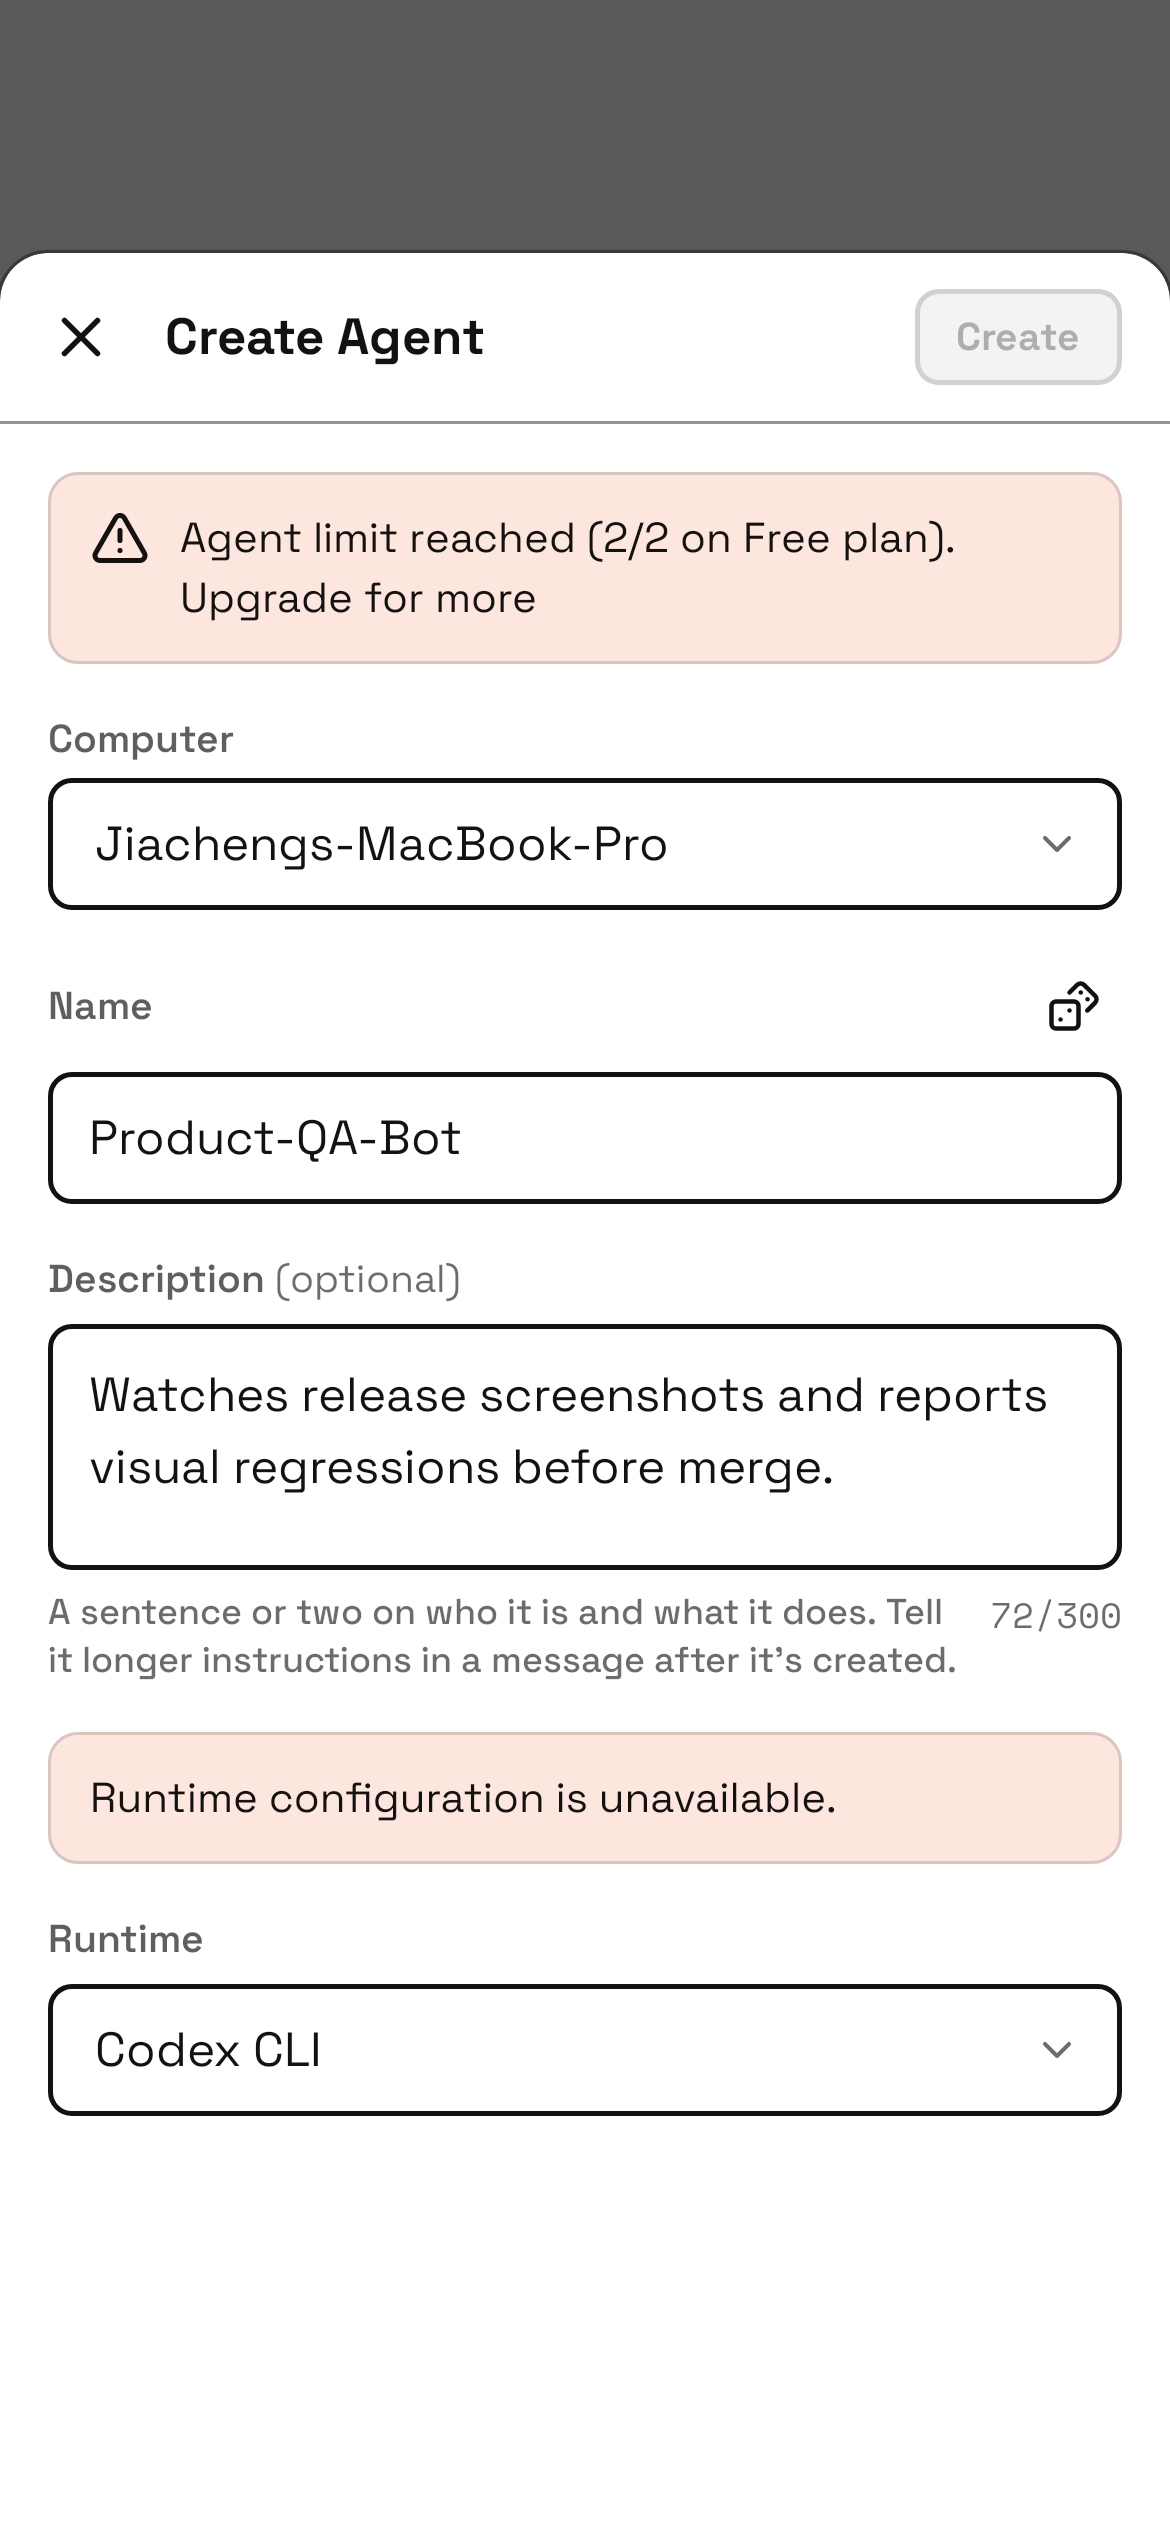 Create Agent
Create
Agent limit reached (2/2 on Free plan).
Upgrade for more
Computer
Jiachengs-MacBook-Pro
Name
Product-QA-Bot
Description (optional)
Watches release screenshots and reports
visual regressions before merge.
A sentence or two on who it is and what it does. Tell
it longer instructions in a message after it’s created.
72/300
Runtime configuration is unavailable.
Runtime
Codex CLI